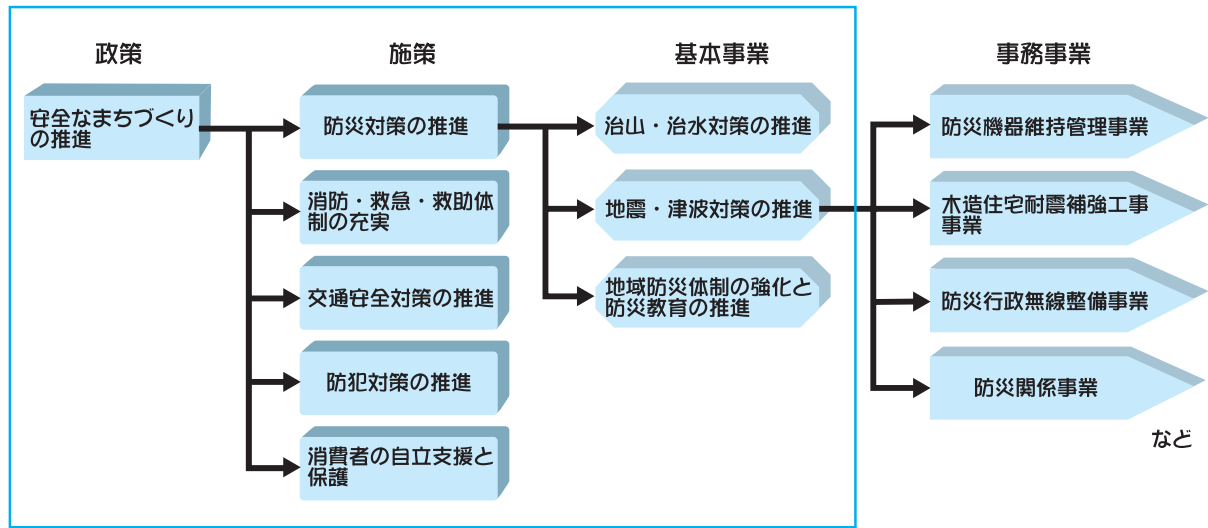 政策
施策
基本事業
事務事業
安全なまちづくり
の推進
防災対策の推進
消防・救急・救助体
制の充実
交通安全対策の推進
防犯対策の推進
消費者の自立支援と
保護
治山・治水対策の推進
地震・津波対策の推進
地域防災体制の強化と
防災教育の推進
防災機器維持管理事業
木造住宅耐震補強工事
事業
防災行政無線整備事業
防災関係事業
など